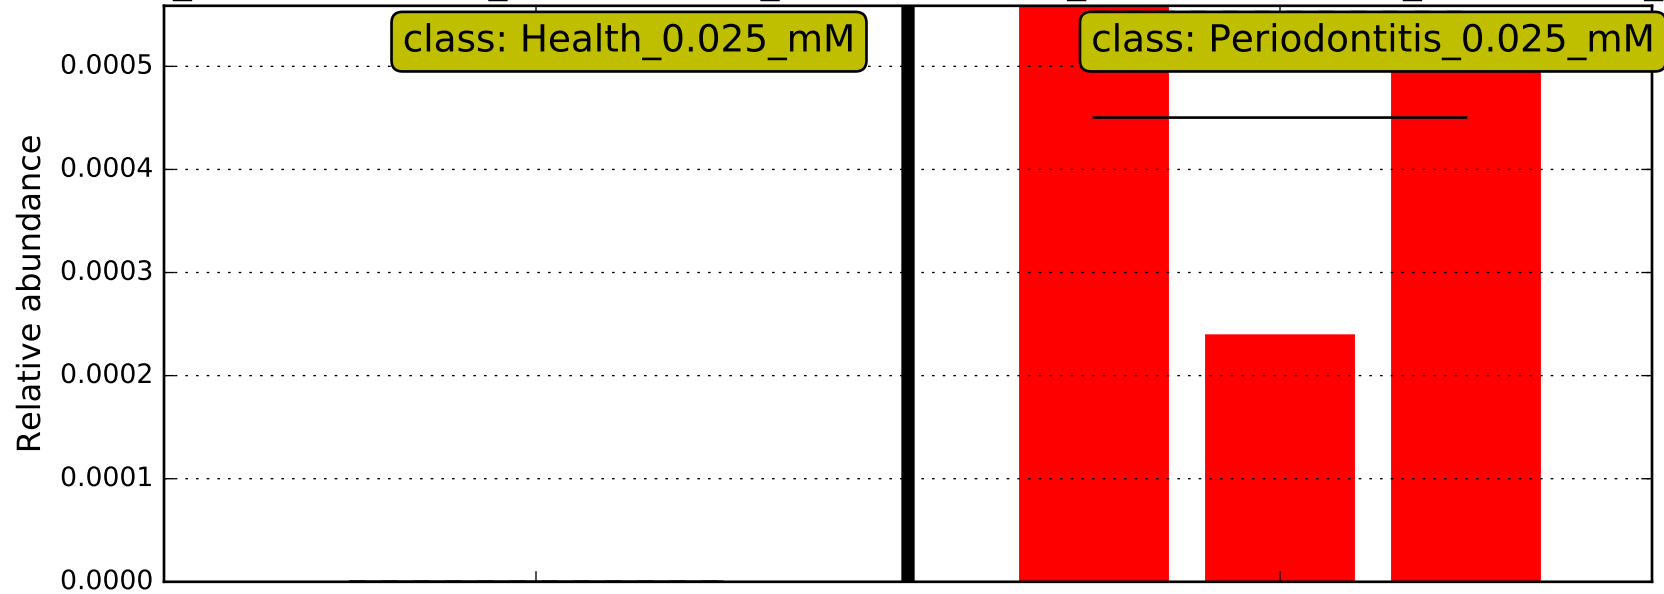 class: Health_0.025_mM
class: Periodontitis_0.025_mM
Relative abundance
0.0005
0.0004
0.0003
0.0002
0.0001
0.0000